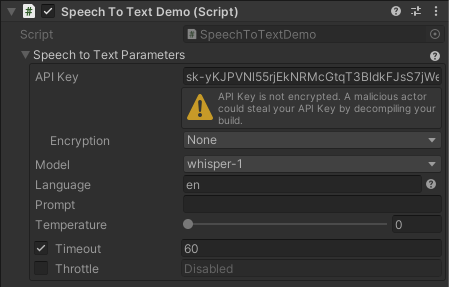 Speech To Text Demo (Script)
Script SpeechToTextDemo
Speech to Text Parameters
API Key
API Key is not encrypted. A malicious actor
could steal your API Key by decompiling your
build.
Encryption None
Model whisper-1
Language en
Prompt
Temperature 0
Timeout 60
Throttle Disabled